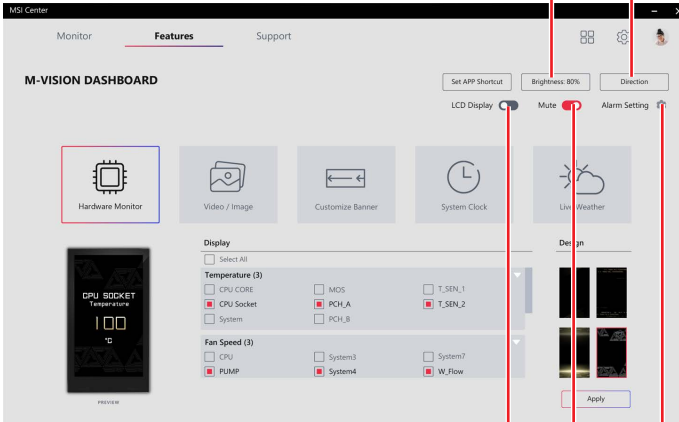 MSI Center
Monitor Features Support
M-VISION DASHBOARD
Set APP Shortcut Brightness: 80% Direction
LCD Display Mute Alarm Setting
Hardware Monitor Video / Image Customize Banner System Clock Live Weather
Display Design
Select All
Temperature (3)
CPU CORE MOS T_SEN_1
CPU Socket PCH_A T_SEN_2
System PCH_B
CPU SOCKET
Temperature
100
°C
Fan Speed (3)
CPU System3 System7
PUMP System4 W_Flow
PREVIEW
Apply